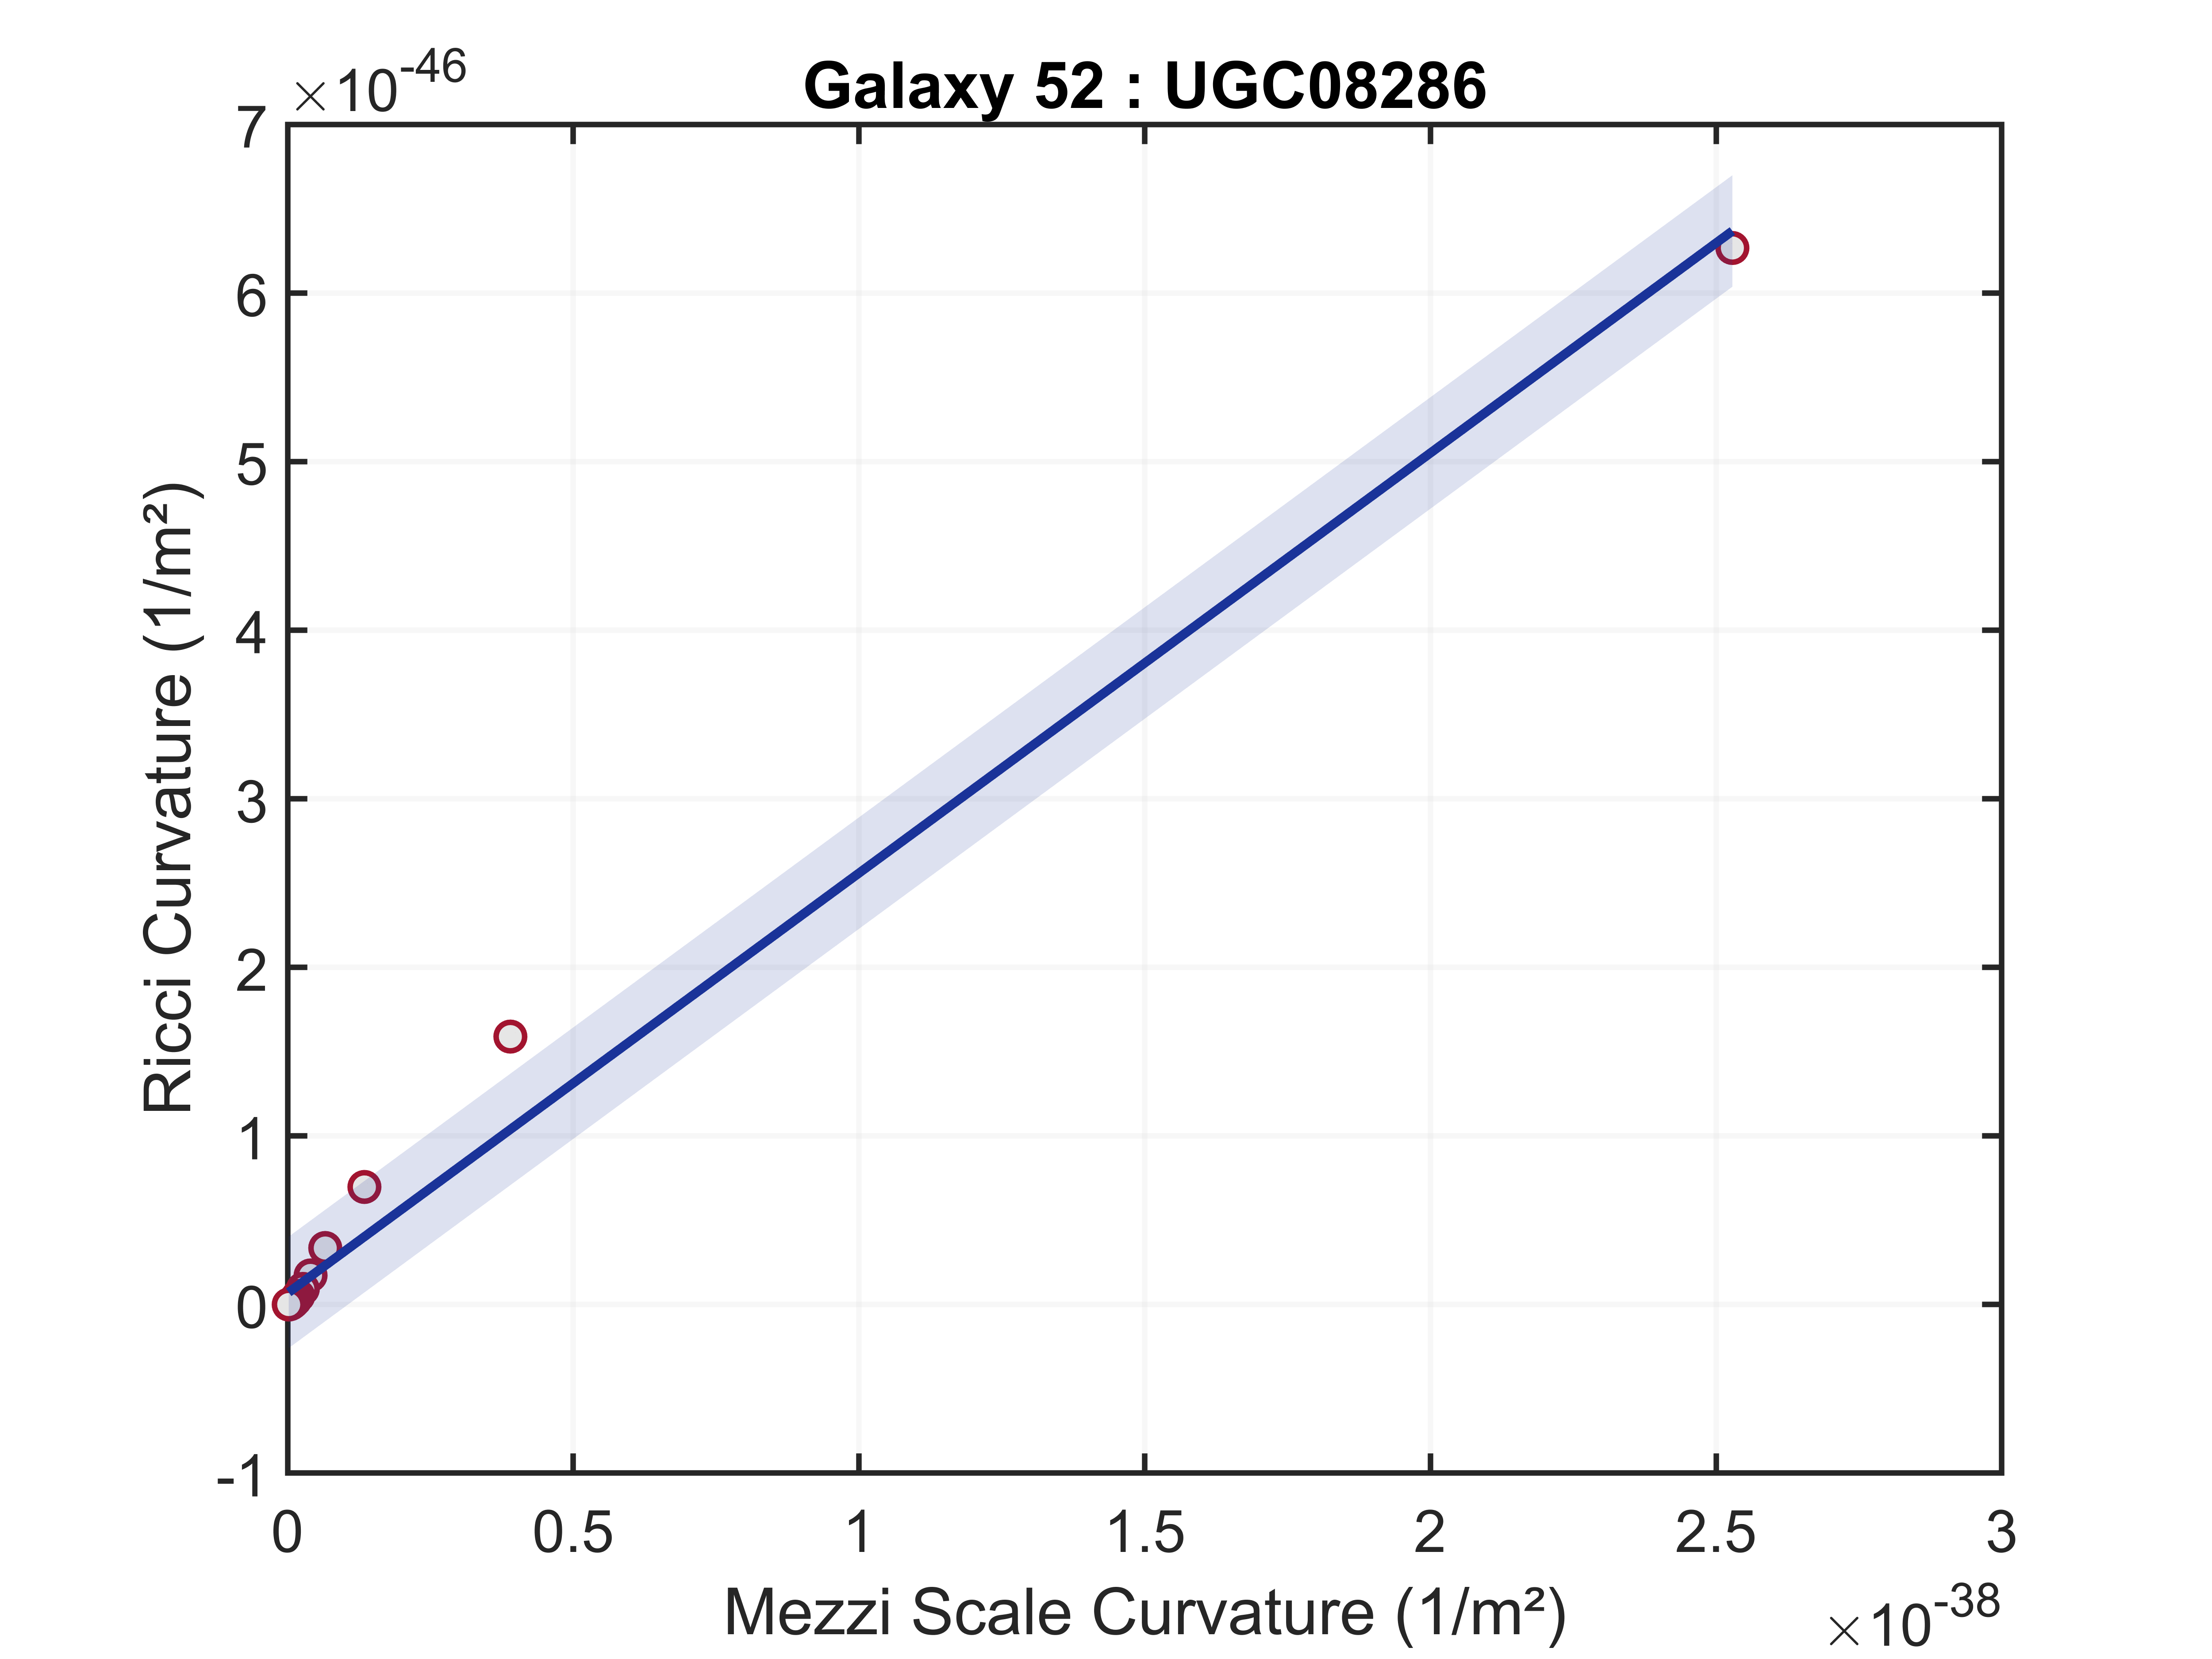 ×10^-46
Galaxy 52 : UGC08286
7
6
5
4
3
2
1
0
-1
Ricci Curvature (1/m²)
0 0.5 1 1.5 2 2.5 3
Mezzi Scale Curvature (1/m²)
×10^-38